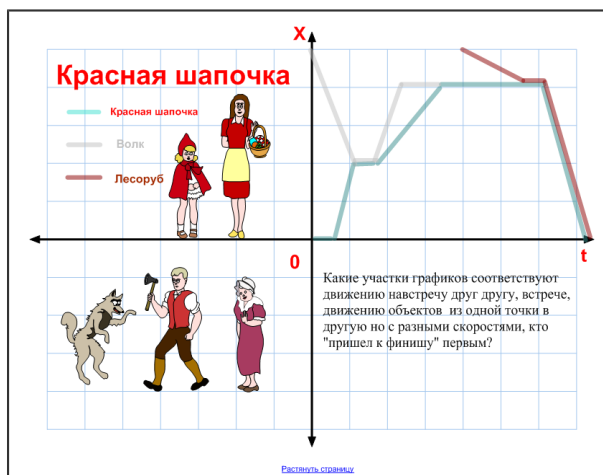 Красная шапочка
Красная шапочка
Волк
Лесоруб
X
0
t
Какие участки графиков соответствуют
движению навстречу друг другу, встрече,
движению объектов из одной точки в
другую но с разными скоростями, кто
"пришел к финишу" первым?
Растянуть страницу